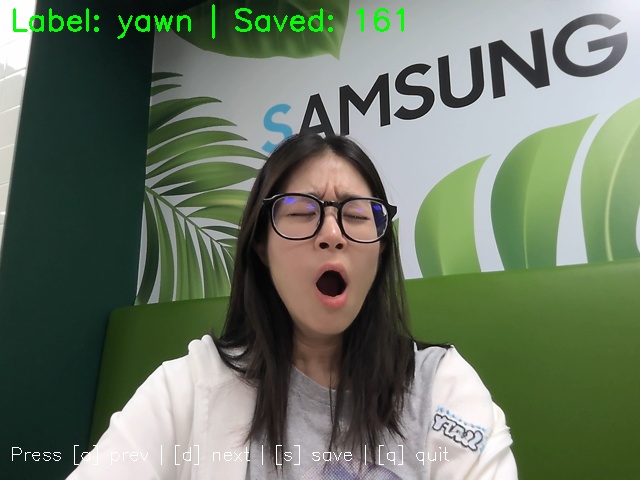 Label: yawn | Saved: 161
SAMSUNG
Press [a] prev | [d] next | [s] save | [q] quit